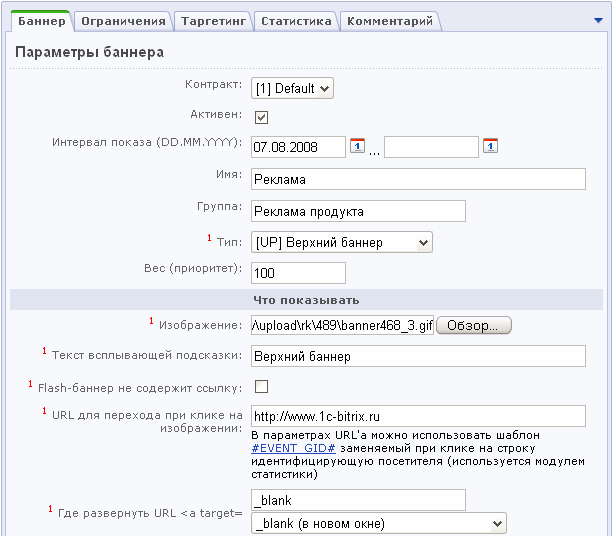 Баннер Ограничения Таргетинг Статистика Комментарий
Параметры баннера
Контракт: [1] Default
Активен:
Интервал показа (DD.MM.YYYY): 07.08.2008 1 ... 1
Имя: Реклама
Группа: Реклама продукта
1 Тип: [UP] Верхний баннер
Вес (приоритет): 100
Что показывать
1 Изображение: \upload\rk\489\banner468_3.gif Обзор...
1 Текст всплывающей подсказки: Верхний баннер
1 Flash-баннер не содержит ссылку:
1 URL для перехода при клике на
изображении: http://www.1c-bitrix.ru
В параметрах URL'а можно использовать шаблон
#EVENT_GID# заменяемый при клике на строку
идентифицирующую посетителя (используется модулем
статистики)
_blank
1 Где развернуть URL <a target=
_blank (в новом окне)